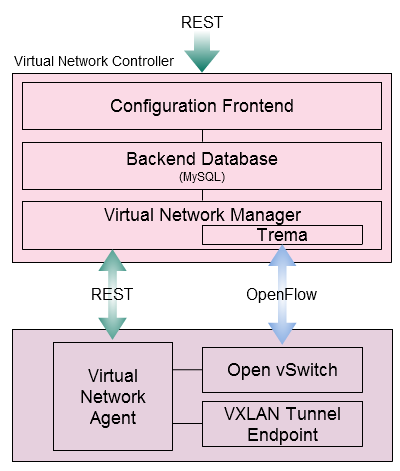 REST
Virtual Network Controller
Configuration Frontend
Backend Database
(MySQL)
Virtual Network Manager
Trema
REST
OpenFlow
Virtual
Network
Agent
Open vSwitch
VXLAN Tunnel
Endpoint